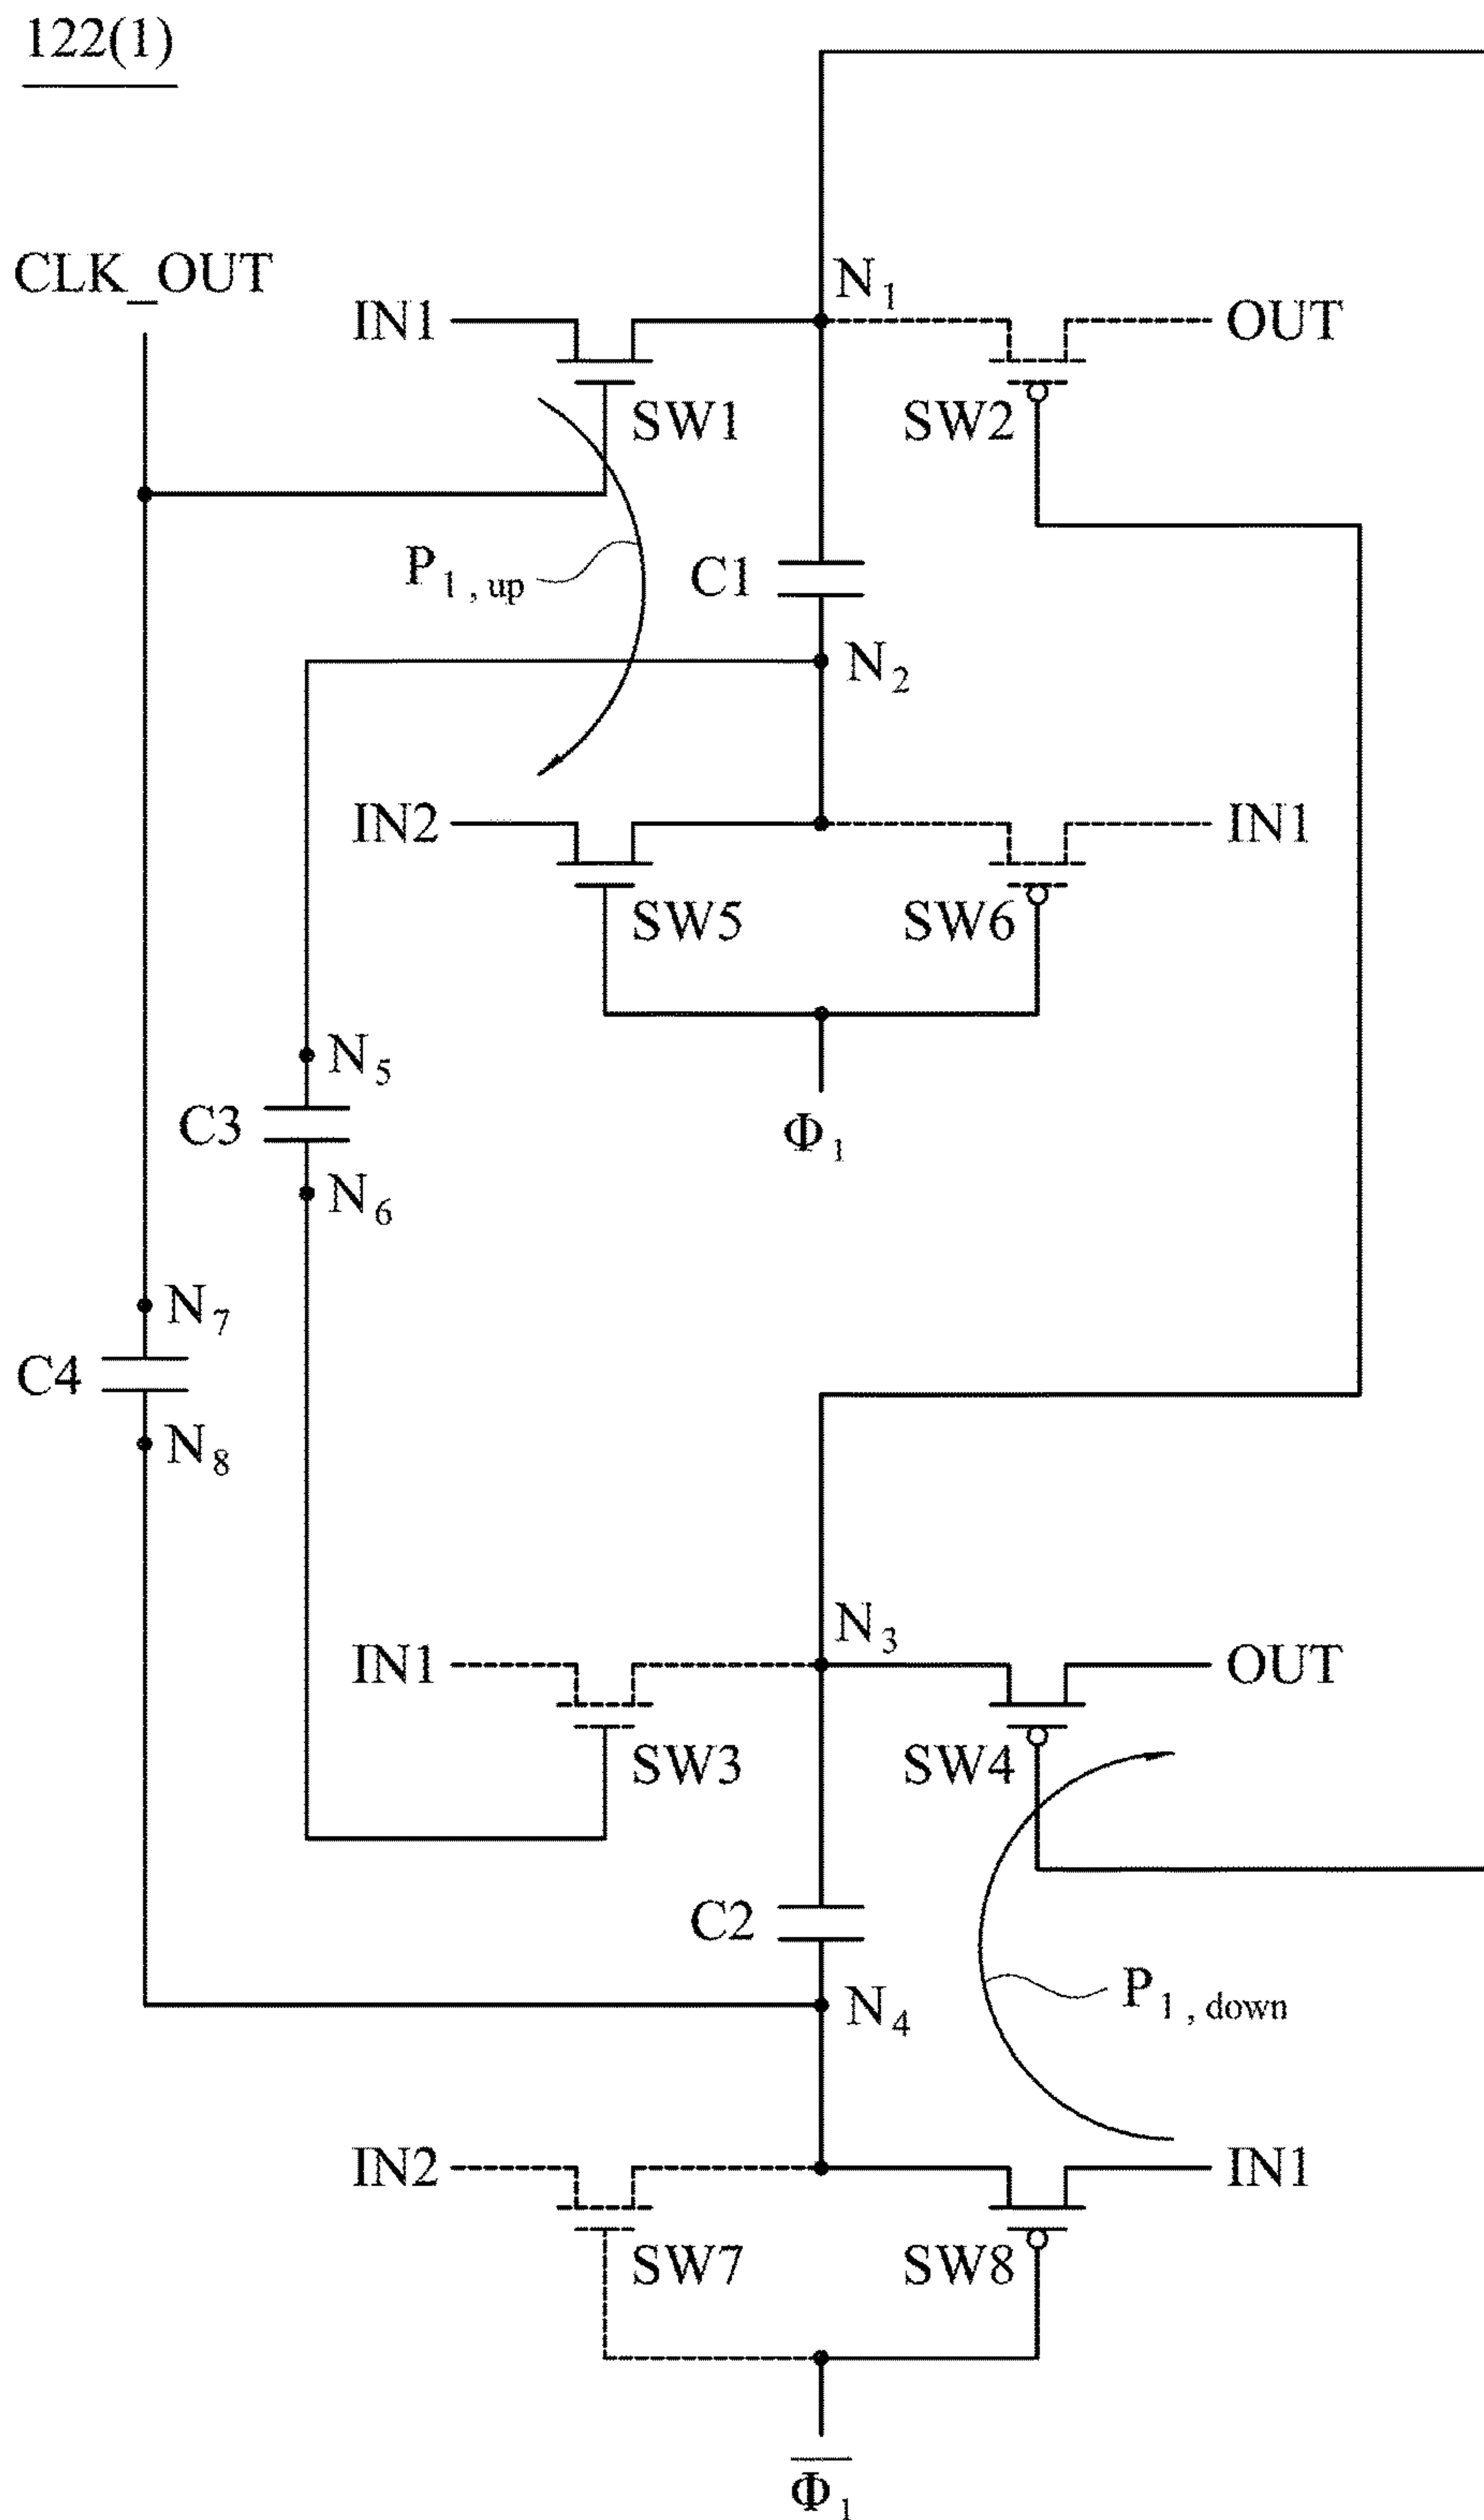 122(1)
CLK_OUT
N1
IN1
OUT
SW1
SW2
P1, up
C1
N2
IN2
IN1
SW5
SW6
N5
C3
Φ1
N6
N7
C4
N8
N3
IN1
OUT
SW3
SW4
C2
P1, down
N4
IN2
IN1
SW7
SW8
Φ̅1